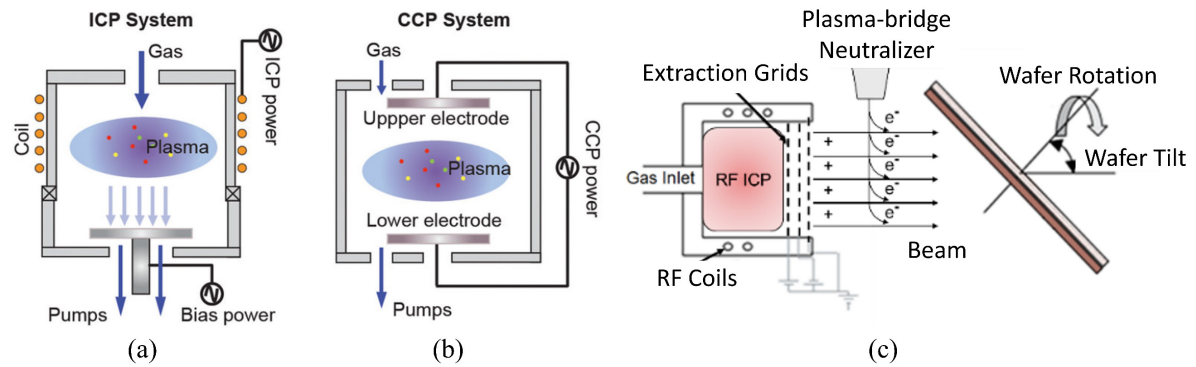 ICP System
Gas
ICP power
Coil
Plasma
Pumps
Bias power
(a)
CCP System
Gas
Uppper electrode
Plasma
CCP power
Lower electrode
Pumps
(b)
Plasma-bridge
Neutralizer
Extraction Grids
Wafer Rotation
e-
+
e-
Wafer Tilt
+
e-
Gas Inlet
RF ICP
+
e-
+
e-
Beam
RF Coils
(c)